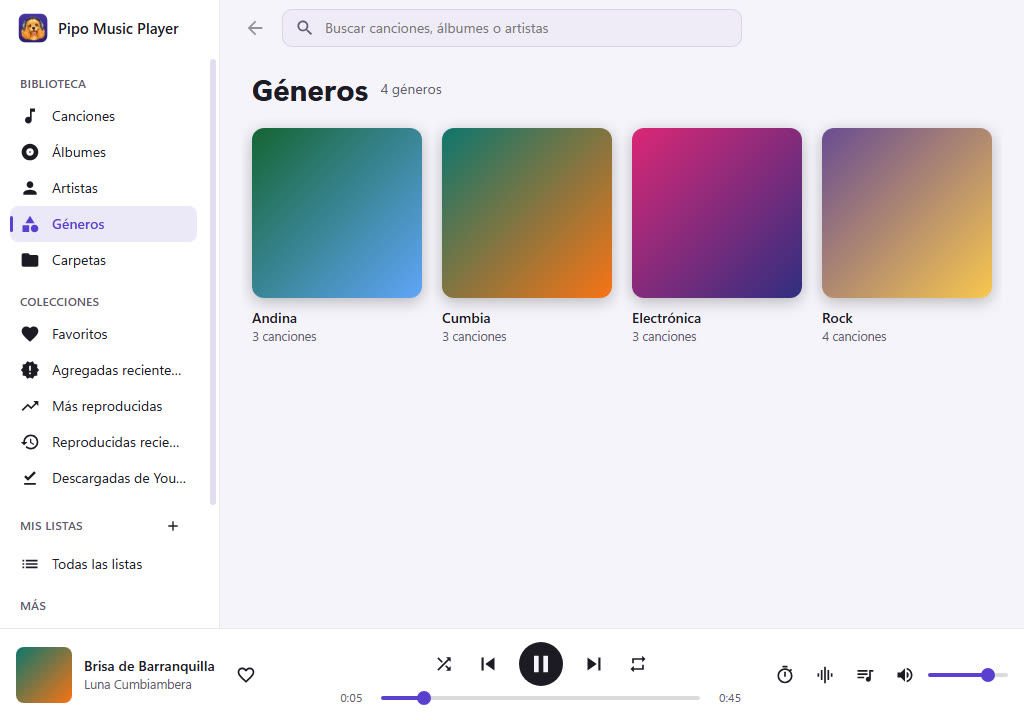 Pipo Music Player
Buscar canciones, álbumes o artistas
BIBLIOTECA
Canciones
Álbumes
Artistas
Géneros
Carpetas
COLECCIONES
Favoritos
Agregadas reciente...
Más reproducidas
Reproducidas recie...
Descargadas de You...
MIS LISTAS
Todas las listas
MÁS
Géneros 4 géneros
Andina
3 canciones
Cumbia
3 canciones
Electrónica
3 canciones
Rock
4 canciones
Brisa de Barranquilla
Luna Cumbiambera
0:05
0:45